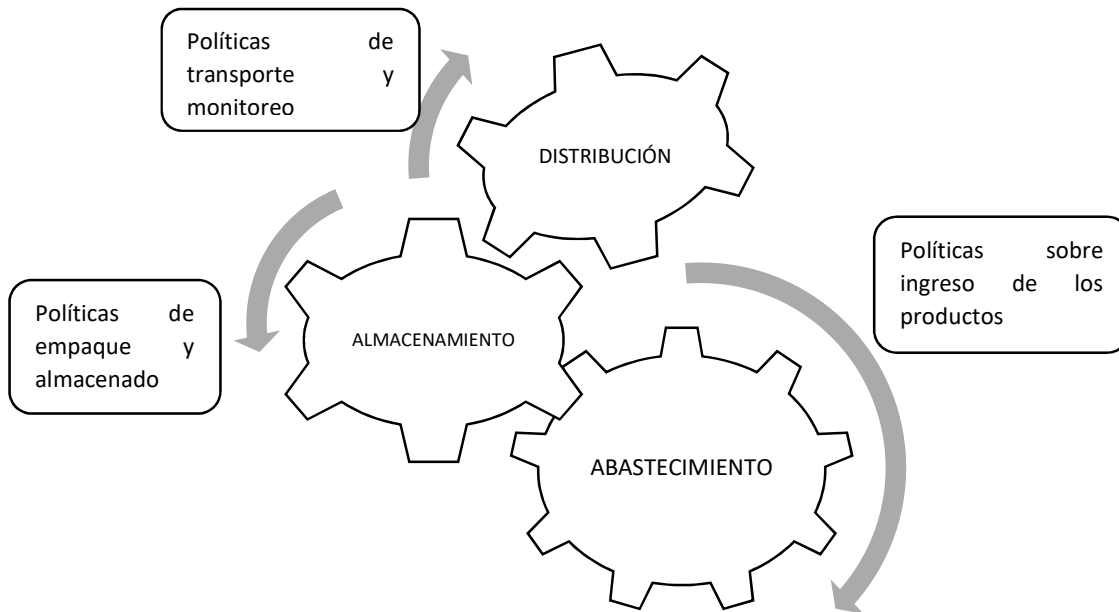 Políticas de
transporte y
monitoreo
DISTRIBUCIÓN
Políticas sobre
ingreso de los
productos
Políticas de
empaque y
almacenado
ALMACENAMIENTO
ABASTECIMIENTO